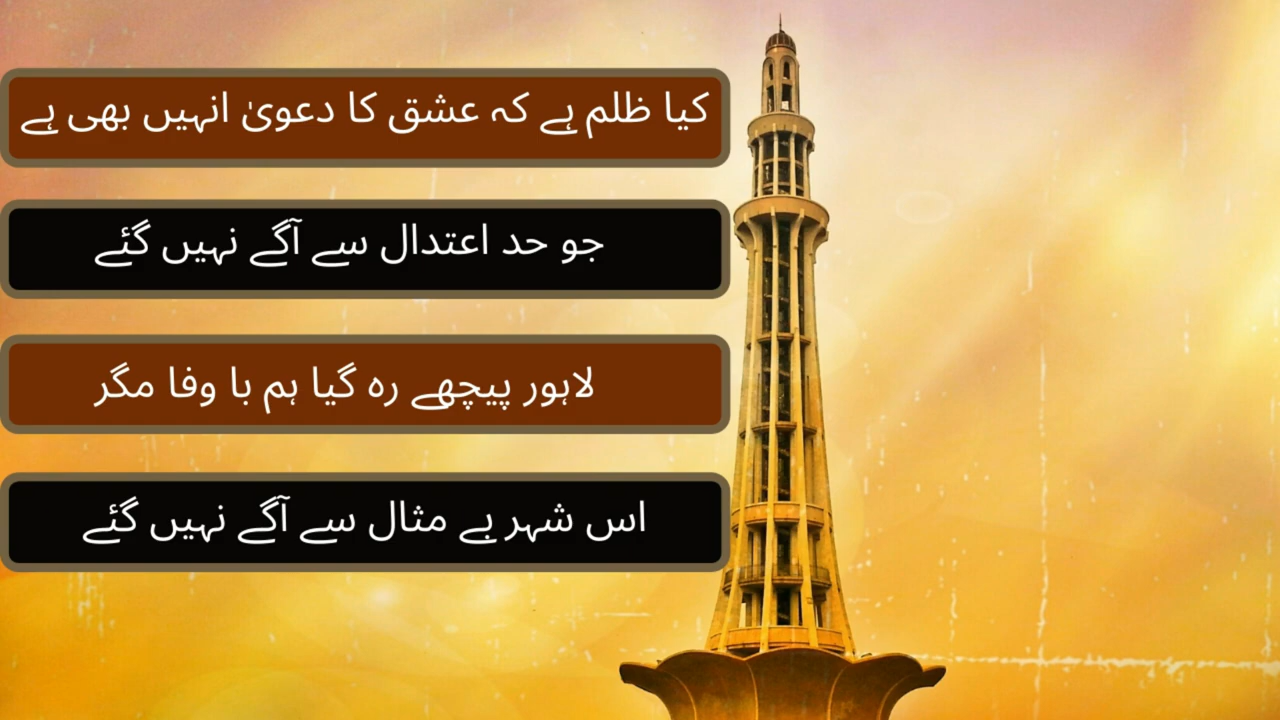 کیا ظلم ہے کہ عشق کا دعویٰ انہیں بھی ہے
جو حد اعتدال سے آگے نہیں گئے
لاہور پیچھے رہ گیا ہم با وفا مگر
اس شہر بے مثال سے آگے نہیں گئے